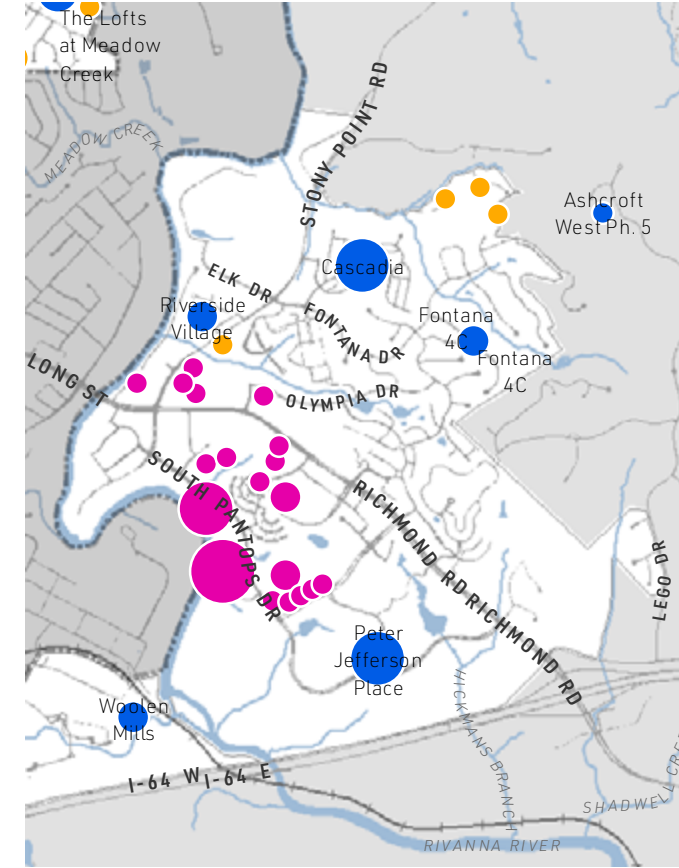 The Lofts
at Meadow
Creek
MEADOW CREEK
STONY POINT RD
Ashcroft
West Ph. 5
Cascadia
ELK DR
Riverside
Village
FONTANA DR
Fontana
4C
Fontana
4C
LONG ST
OLYMPIA DR
SOUTH PANTOPS DR
RICHMOND RD
RICHMOND RD
LEGO DR
Peter
Jefferson
Place
HICKMANS BRANCH
Woolen
Mills
I-64 W
I-64 E
SHADWELL CRE
RIVANNA RIVER